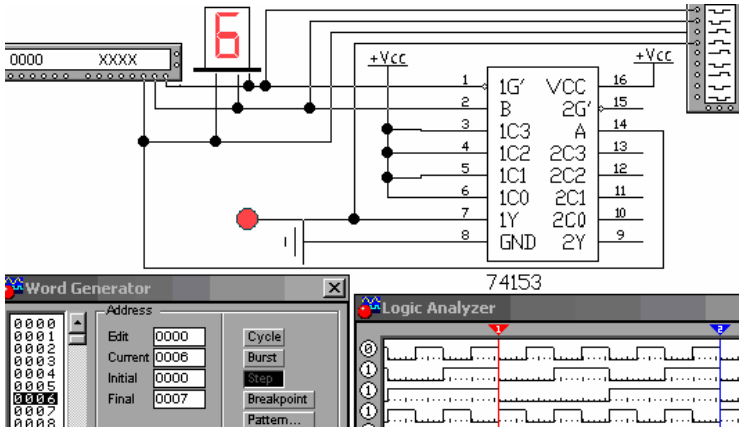 6
0000 XXXX
+Vcc +Vcc
1 1G' VCC 16
2 B 2G' 15
3 1C3 A 14
4 1C2 2C3 13
5 1C1 2C2 12
6 1C0 2C1 11
7 1Y 2C0 10
8 GND 2Y 9
74153
Word Generator
0000
0001
0002
0003
0004
0005
0006
0007
0008
Address
Edit 0000
Current 0006
Initial 0000
Final 0007
Cycle
Burst
Step
Breakpoint
Pattern...
Logic Analyzer
1 2
0
1
1
1